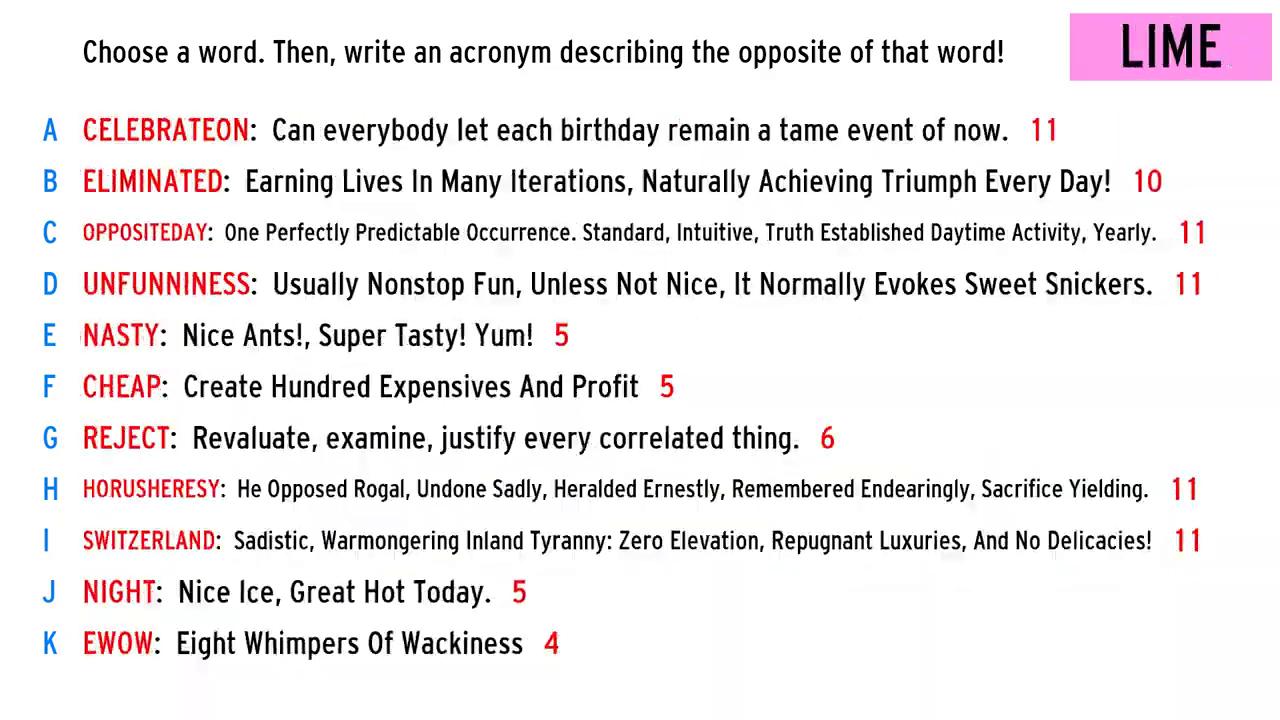 Choose a word. Then, write an acronym describing the opposite of that word!
LIME
A CELEBRATEON: Can everybody let each birthday remain a tame event of now. 11
B ELIMINATED: Earning Lives In Many Iterations, Naturally Achieving Triumph Every Day! 10
C OPPOSITEDAY: One Perfectly Predictable Occurrence. Standard, Intuitive, Truth Established Daytime Activity, Yearly. 11
D UNFUNNINESS: Usually Nonstop Fun, Unless Not Nice, It Normally Evokes Sweet Snickers. 11
E NASTY: Nice Ants!, Super Tasty! Yum! 5
F CHEAP: Create Hundred Expensives And Profit 5
G REJECT: Revaluate, examine, justify every correlated thing. 6
H HORUSHERESY: He Opposed Rogal, Undone Sadly, Heralded Ernestly, Remembered Endearingly, Sacrifice Yielding. 11
I SWITZERLAND: Sadistic, Warmongering Inland Tyranny: Zero Elevation, Repugnant Luxuries, And No Delicacies! 11
J NIGHT: Nice Ice, Great Hot Today. 5
K EWOW: Eight Whimpers Of Wackiness 4